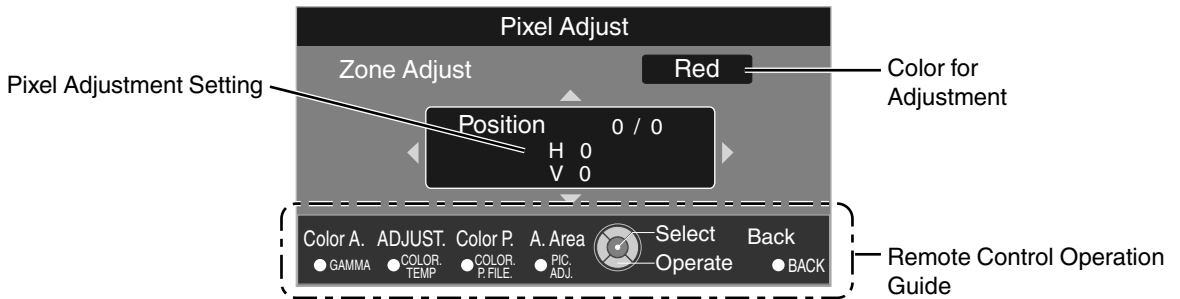 Pixel Adjust
Zone Adjust Red
Pixel Adjustment Setting
Color for
Adjustment
Position 0 / 0
H 0
V 0
Color A. ADJUST. Color P. A. Area Select Back
GAMMA COLOR. TEMP COLOR. P. FILE. PIC. ADJ. Operate BACK
Remote Control Operation
Guide